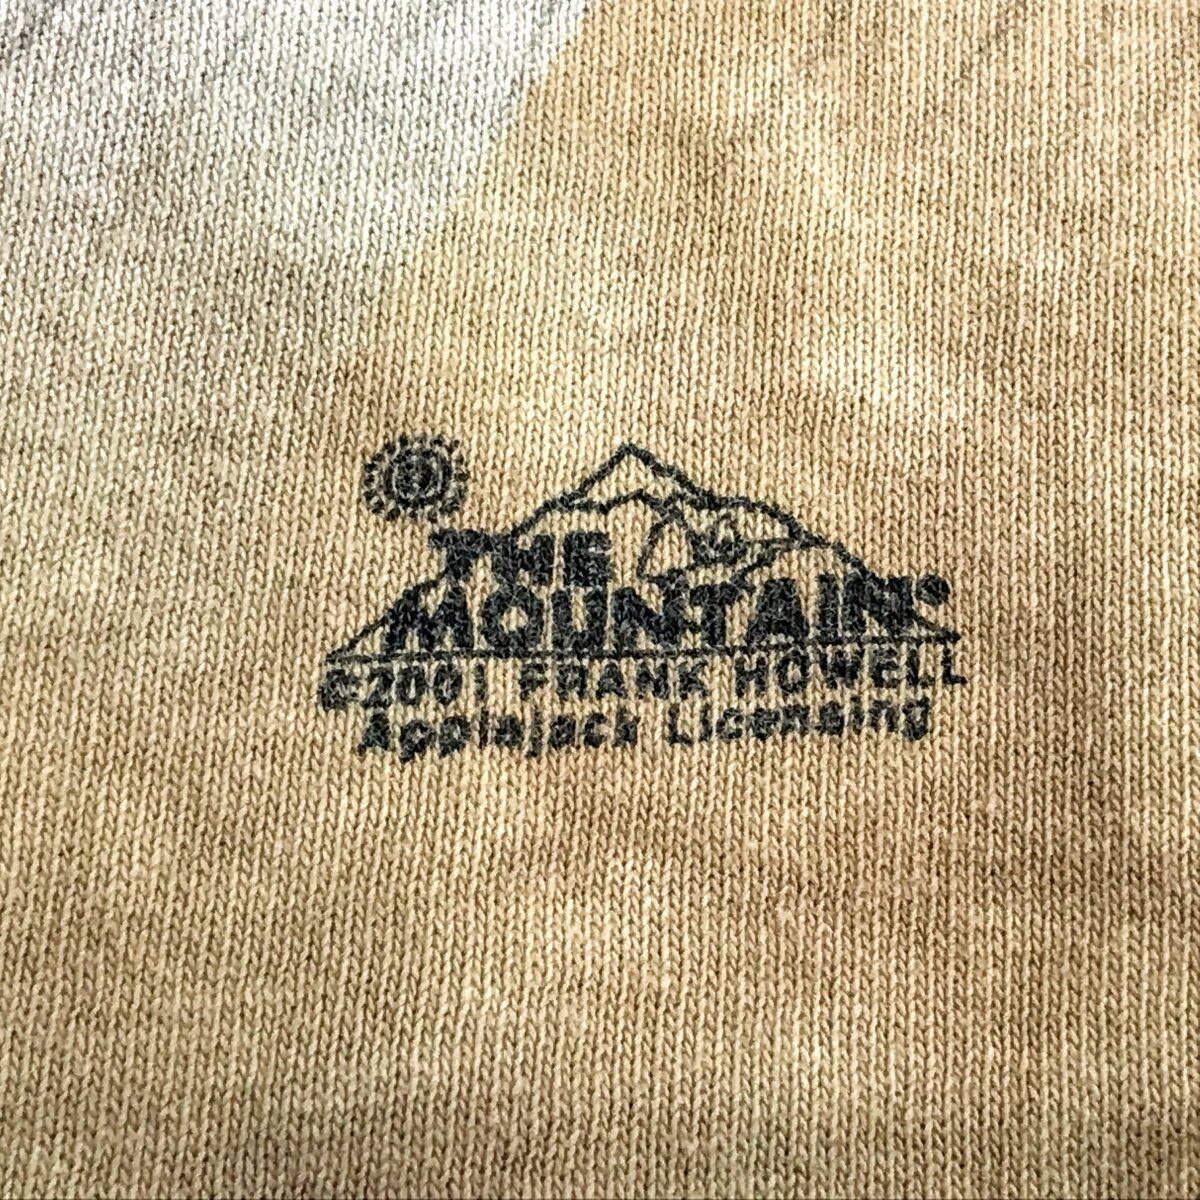 THE
MOUNTAIN®
©2001 FRANK HOWELL
Applejack Licensing